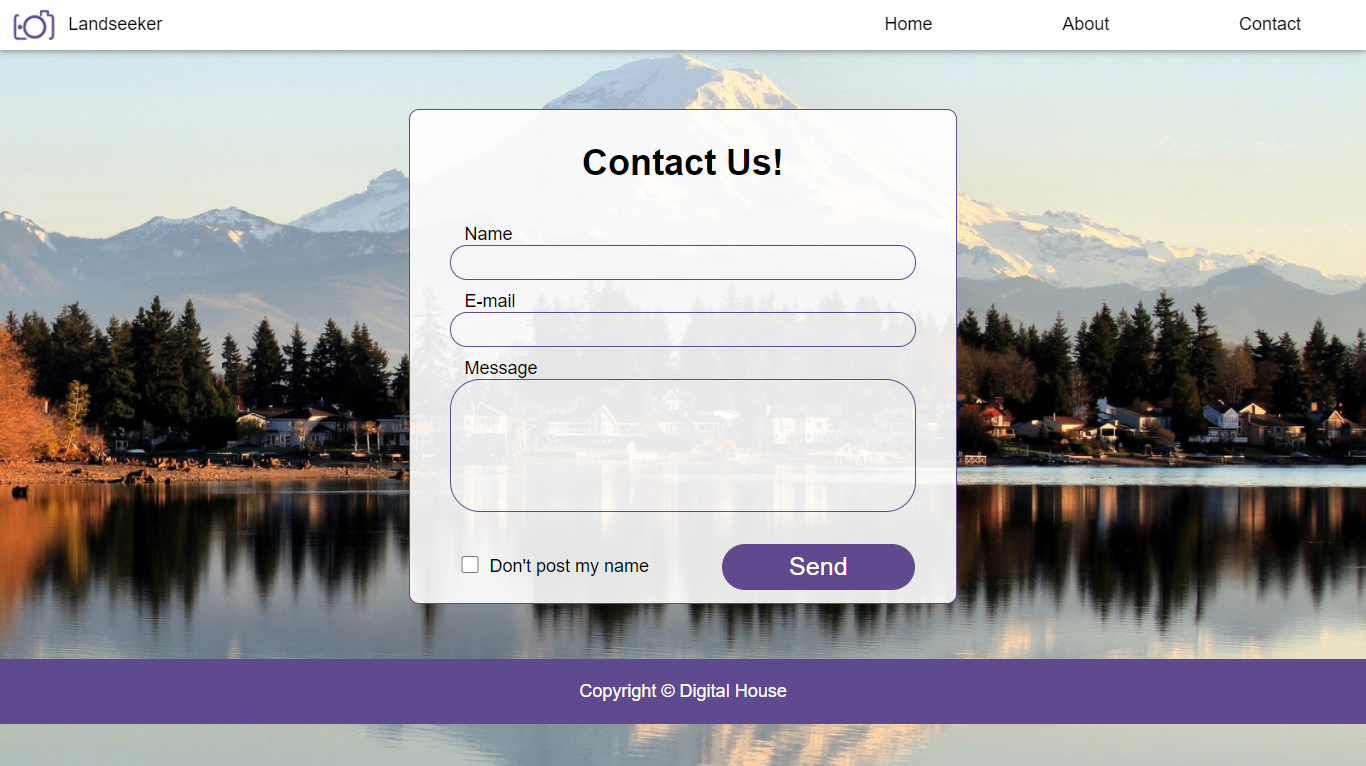 Landseeker Home About Contact
Contact Us!
Name
E-mail
Message
Don't post my name Send
Copyright © Digital House